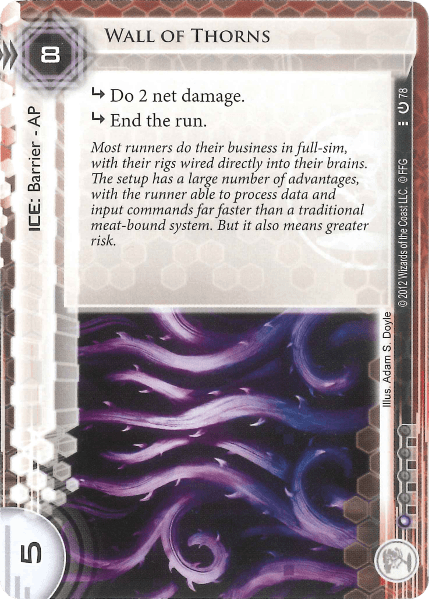 8
WALL OF THORNS
ICE: Barrier - AP
↳ Do 2 net damage.
↳ End the run.
Most runners do their business in full-sim,
with their rigs wired directly into their brains.
The setup has a large number of advantages,
with the runner able to process data and
input commands far faster than a traditional
meat-bound system. But it also means greater
risk.
78
© 2012 Wizards of the Coast LLC. © FFG
Illus. Adam S. Doyle
5